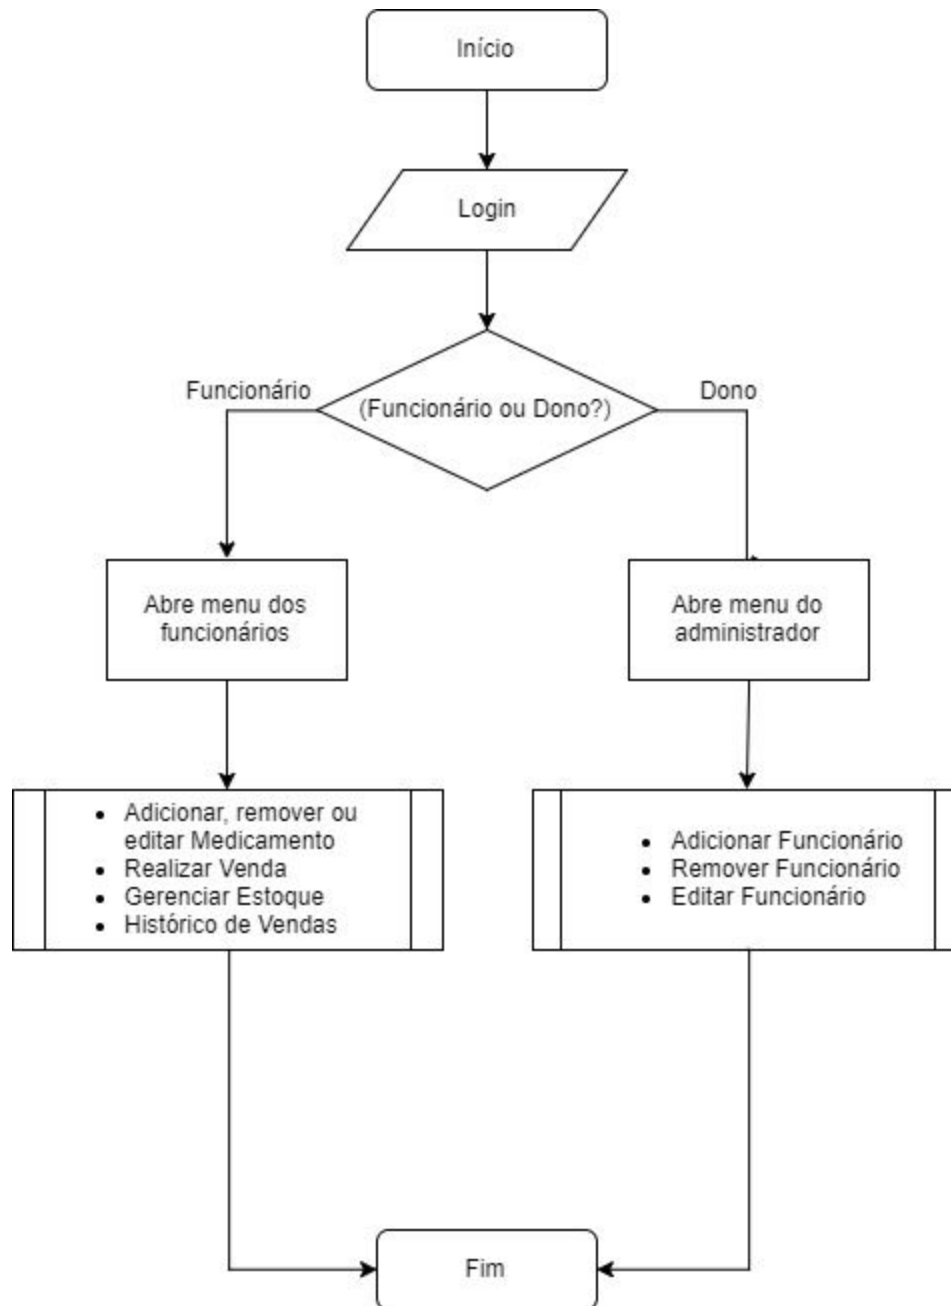 Início
Login
Funcionário
(Funcionário ou Dono?)
Dono
Abre menu dos
funcionários
Abre menu do
administrador
• Adicionar, remover ou
editar Medicamento
• Realizar Venda
• Gerenciar Estoque
• Histórico de Vendas
• Adicionar Funcionário
• Remover Funcionário
• Editar Funcionário
Fim